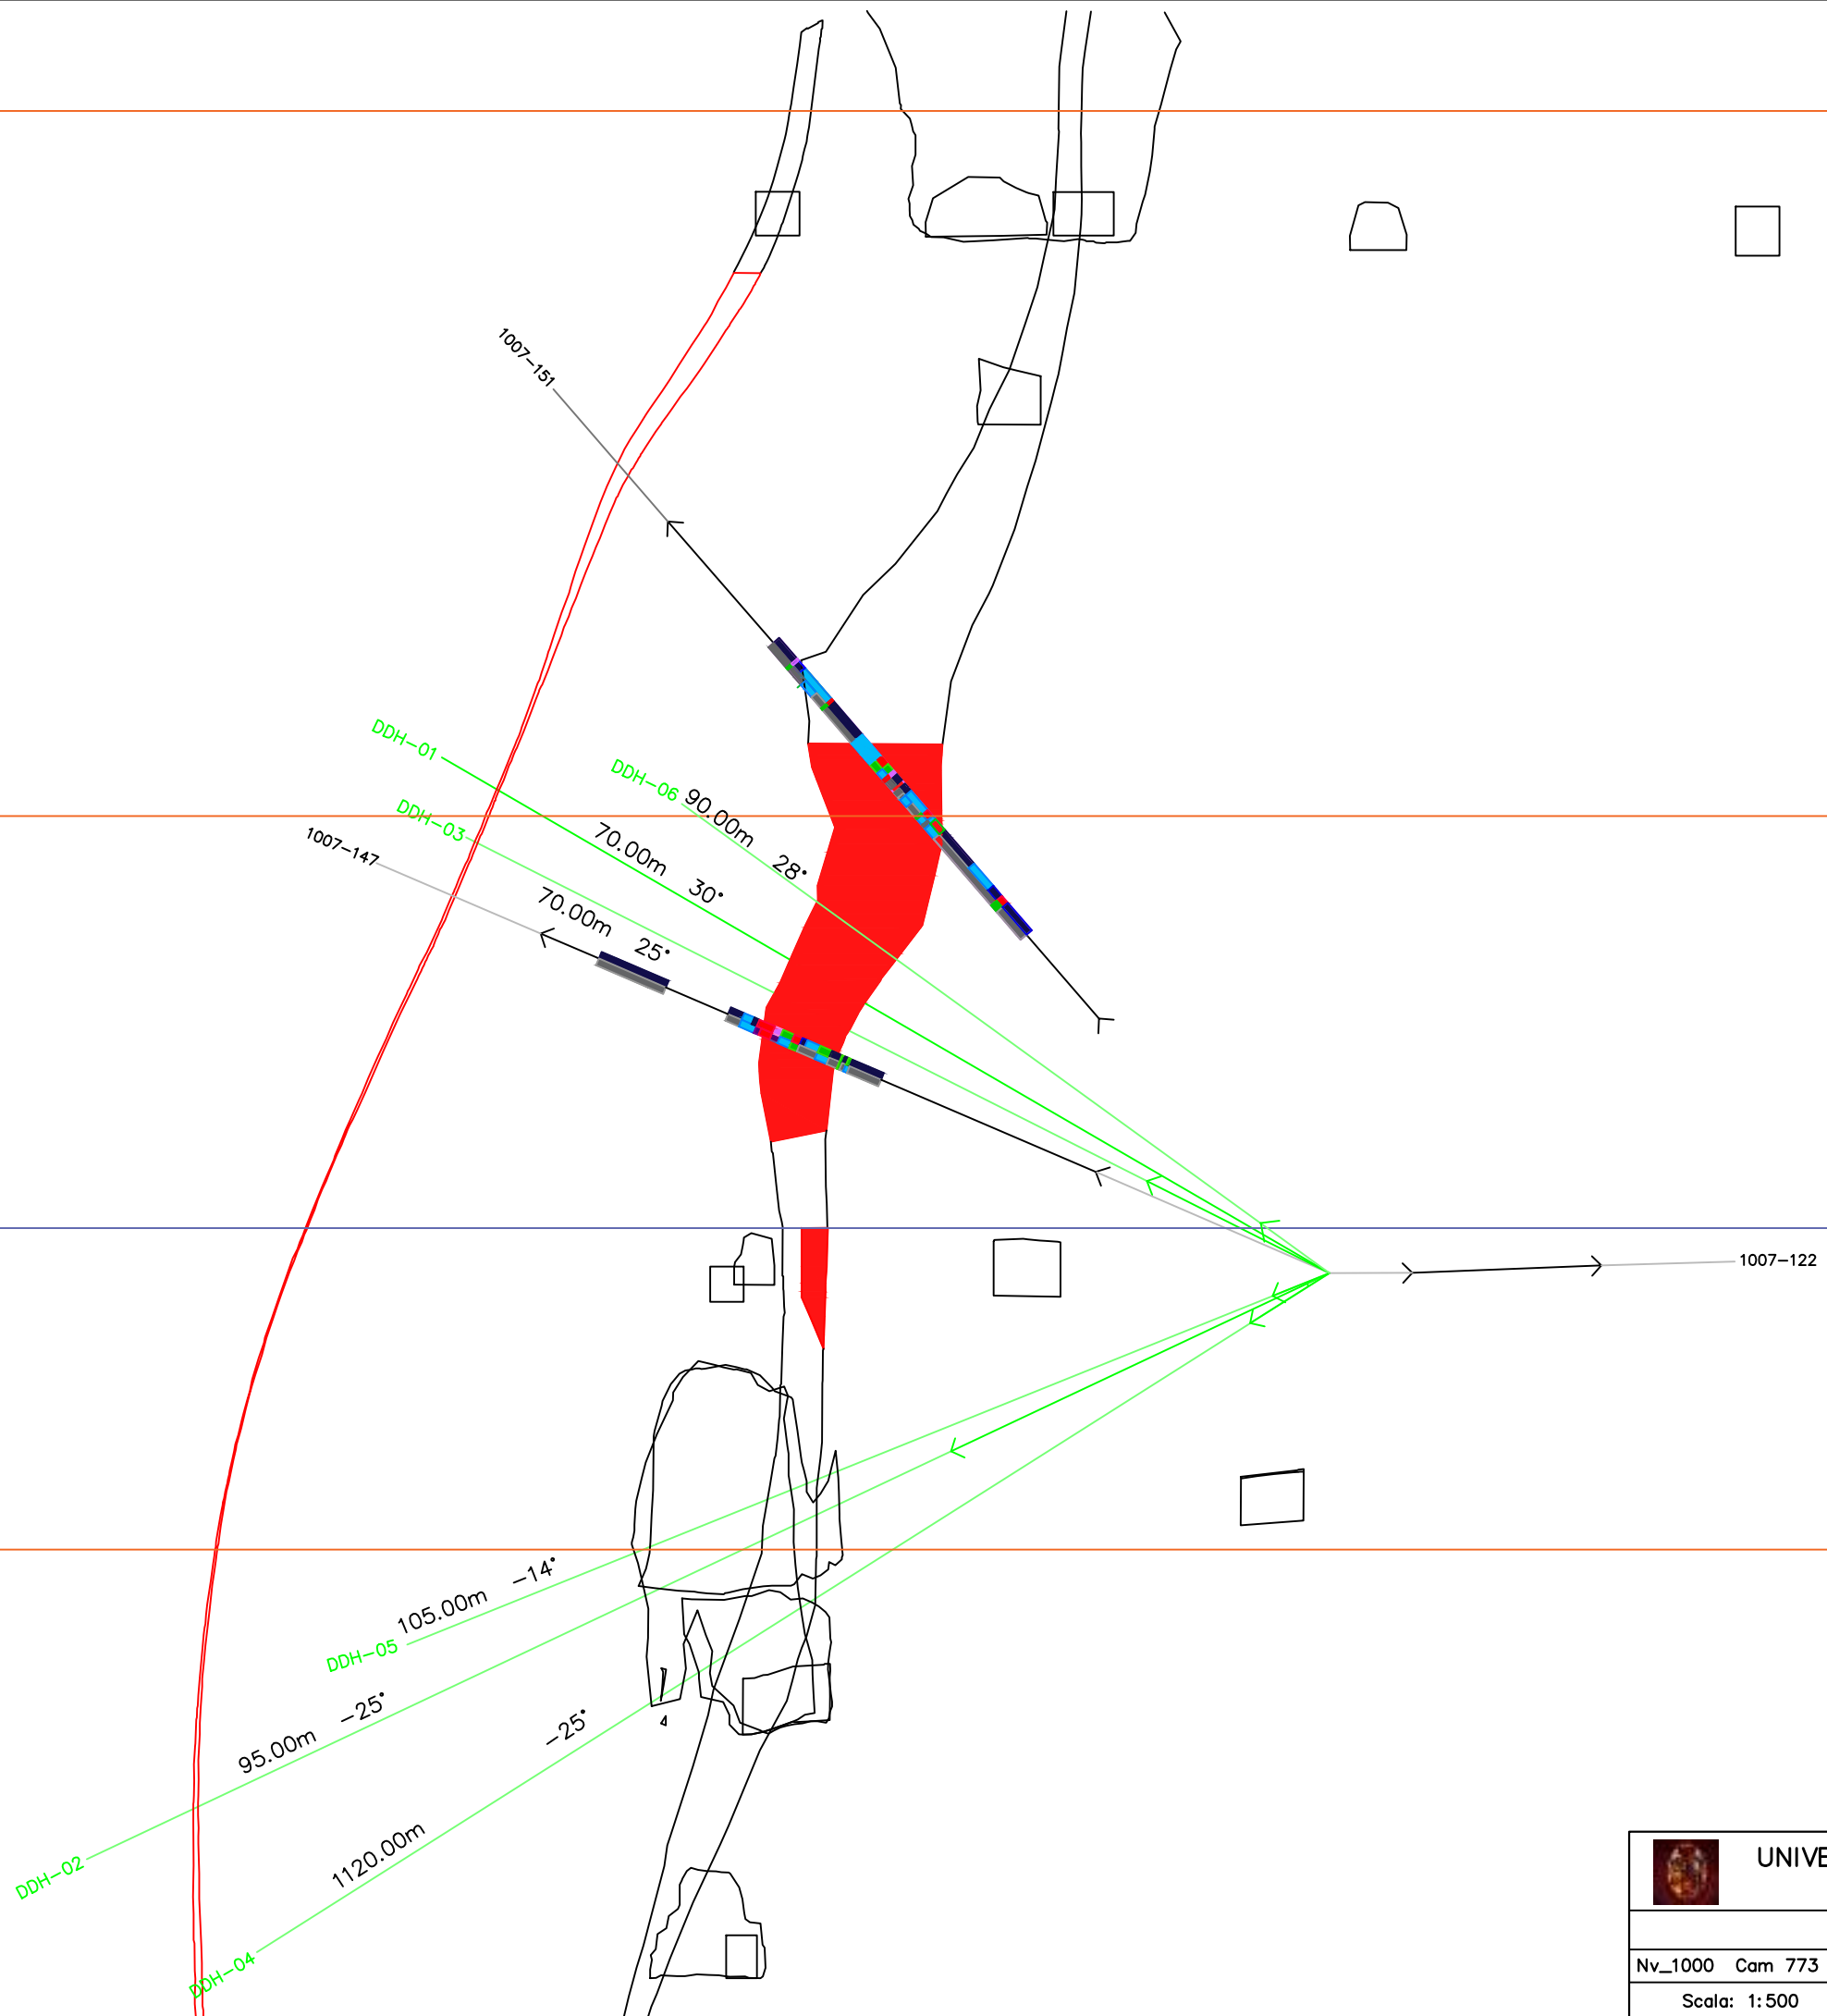 1007-151
DDH-01
DDH-06
90.00m 28°
DDH-03
70.00m 30°
1007-147
70.00m 25°
1007-122
105.00m -14°
DDH-05
95.00m -25°
-25°
1120.00m
DDH-02
DDH-04
UNIVE
Nv_1000 Cam 773
Scala: 1:500